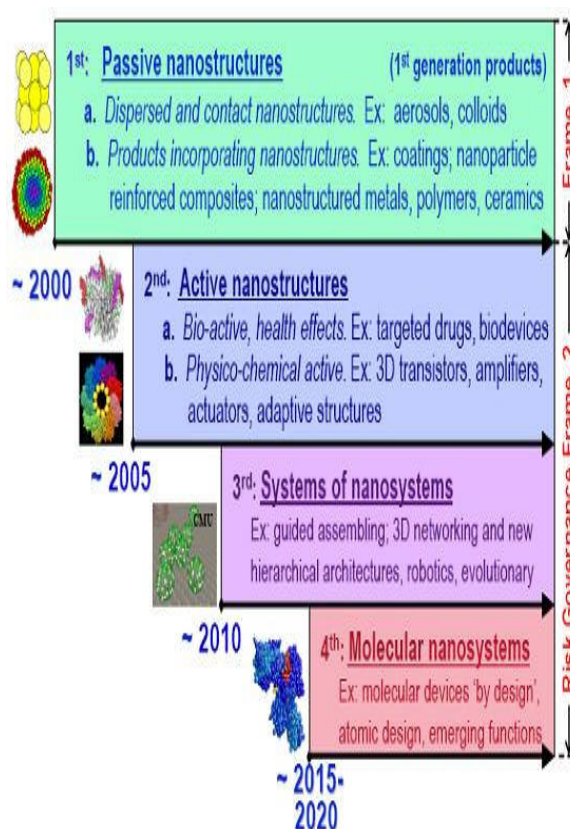 1st: Passive nanostructures (1st generation products)
a. Dispersed and contact nanostructures. Ex: aerosols, colloids
b. Products incorporating nanostructures. Ex: coatings; nanoparticle
reinforced composites; nanostructured metals, polymers, ceramics
~ 2000
2nd: Active nanostructures
a. Bio-active, health effects. Ex: targeted drugs, biodevices
b. Physico-chemical active. Ex: 3D transistors, amplifiers,
actuators, adaptive structures
~ 2005
CMU
3rd: Systems of nanosystems
Ex: guided assembling; 3D networking and new
hierarchical architectures, robotics, evolutionary
~ 2010
4th: Molecular nanosystems
Ex: molecular devices 'by design',
atomic design, emerging functions
~ 2015-
2020
Frame 1
Risk Governance Frame 2